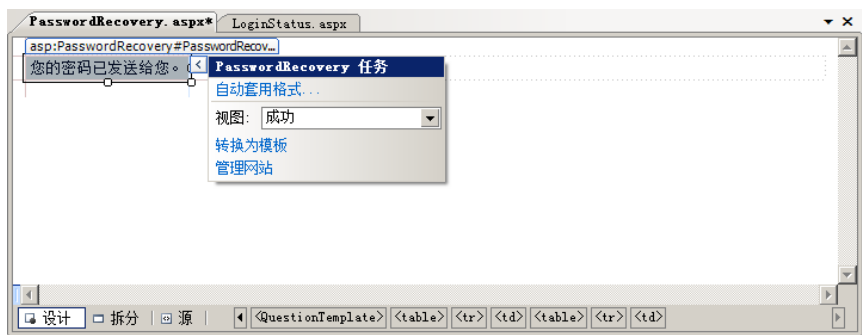 PasswordRecovery.aspx* LoginStatus.aspx
asp:PasswordRecovery#PasswordRecov...
您的密码已发送给您。
PasswordRecovery 任务
自动套用格式...
视图: 成功
转换为模板
管理网站
设计 拆分 源 <QuestionTemplate> <table> <tr> <td> <table> <tr> <td>